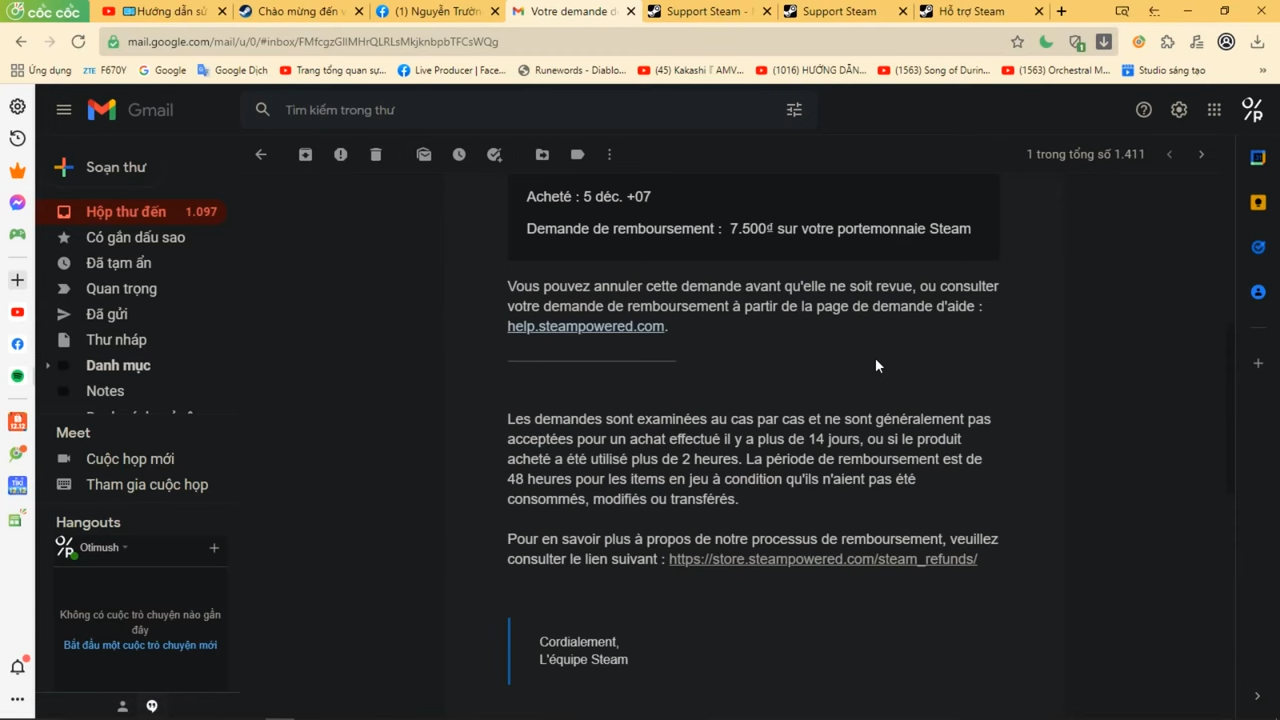 cốc cốc
Hướng dẫn sử
Chào mừng đến v
(1) Nguyễn Trườn
Votre demande d
Support Steam -
Support Steam
Hỗ trợ Steam
mail.google.com/mail/u/0/#inbox/FMfcgzGlIMHrQLRLsMkjknbpbTFCsWQg
Ứng dụng
ZTE F670Y
Google
Google Dịch
Trang tổng quan sự...
Live Producer | Face...
Runewords - Diablo...
(45) Kakashi『 AMV...
(1016) HƯỚNG DẪN...
(1563) Song of Durin...
(1563) Orchestral M...
Studio sáng tạo
Gmail
Tìm kiếm trong thư
Soạn thư
1 trong tổng số 1.411
Hộp thư đến 1.097
Có gắn dấu sao
Đã tạm ẩn
Quan trọng
Đã gửi
Thư nháp
Danh mục
Notes
Meet
Cuộc họp mới
Tham gia cuộc họp
Hangouts
Otimush
Không có cuộc trò chuyện nào gần
đây
Bắt đầu một cuộc trò chuyện mới
12.12
TIKI
12.12
Acheté : 5 déc. +07
Demande de remboursement : 7.500₫ sur votre portemonnaie Steam
Vous pouvez annuler cette demande avant qu'elle ne soit revue, ou consulter
votre demande de remboursement à partir de la page de demande d'aide :
help.steampowered.com.
Les demandes sont examinées au cas par cas et ne sont généralement pas
acceptées pour un achat effectué il y a plus de 14 jours, ou si le produit
acheté a été utilisé plus de 2 heures. La période de remboursement est de
48 heures pour les items en jeu à condition qu'ils n'aient pas été
consommés, modifiés ou transférés.
Pour en savoir plus à propos de notre processus de remboursement, veuillez
consulter le lien suivant : https://store.steampowered.com/steam_refunds/
Cordialement,
L'équipe Steam